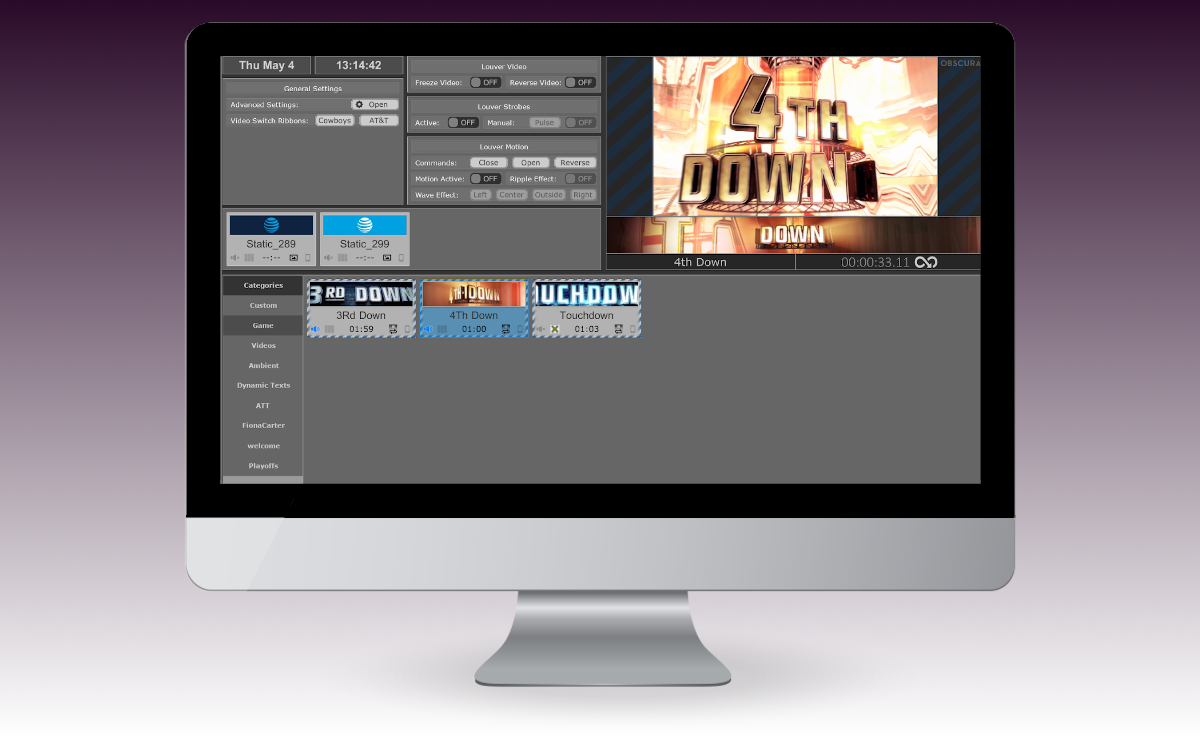 Thu May 4
13:14:42
General Settings
Advanced Settings: Open
Video Switch Ribbons: Cowboys AT&T
Louver Video
Freeze Video: OFF Reverse Video: OFF
Louver Strobes
Active: OFF Manual: Pulse OFF
Louver Motion
Commands: Close Open Reverse
Motion Active: OFF Ripple Effect: OFF
Wave Effect: Left Center Outside Right
OBSCURA
4TH
DOWN
DOWN
4th Down 00:00:33.11
Static_289
--:--
Static_299
--:--
Categories
Custom
Game
Videos
Ambient
Dynamic Texts
ATT
FionaCarter
welcome
Playoffs
3RD DOWN
3Rd Down
01:59
4TH DOWN
4Th Down
01:00
OUCHDOW
Touchdown
01:03